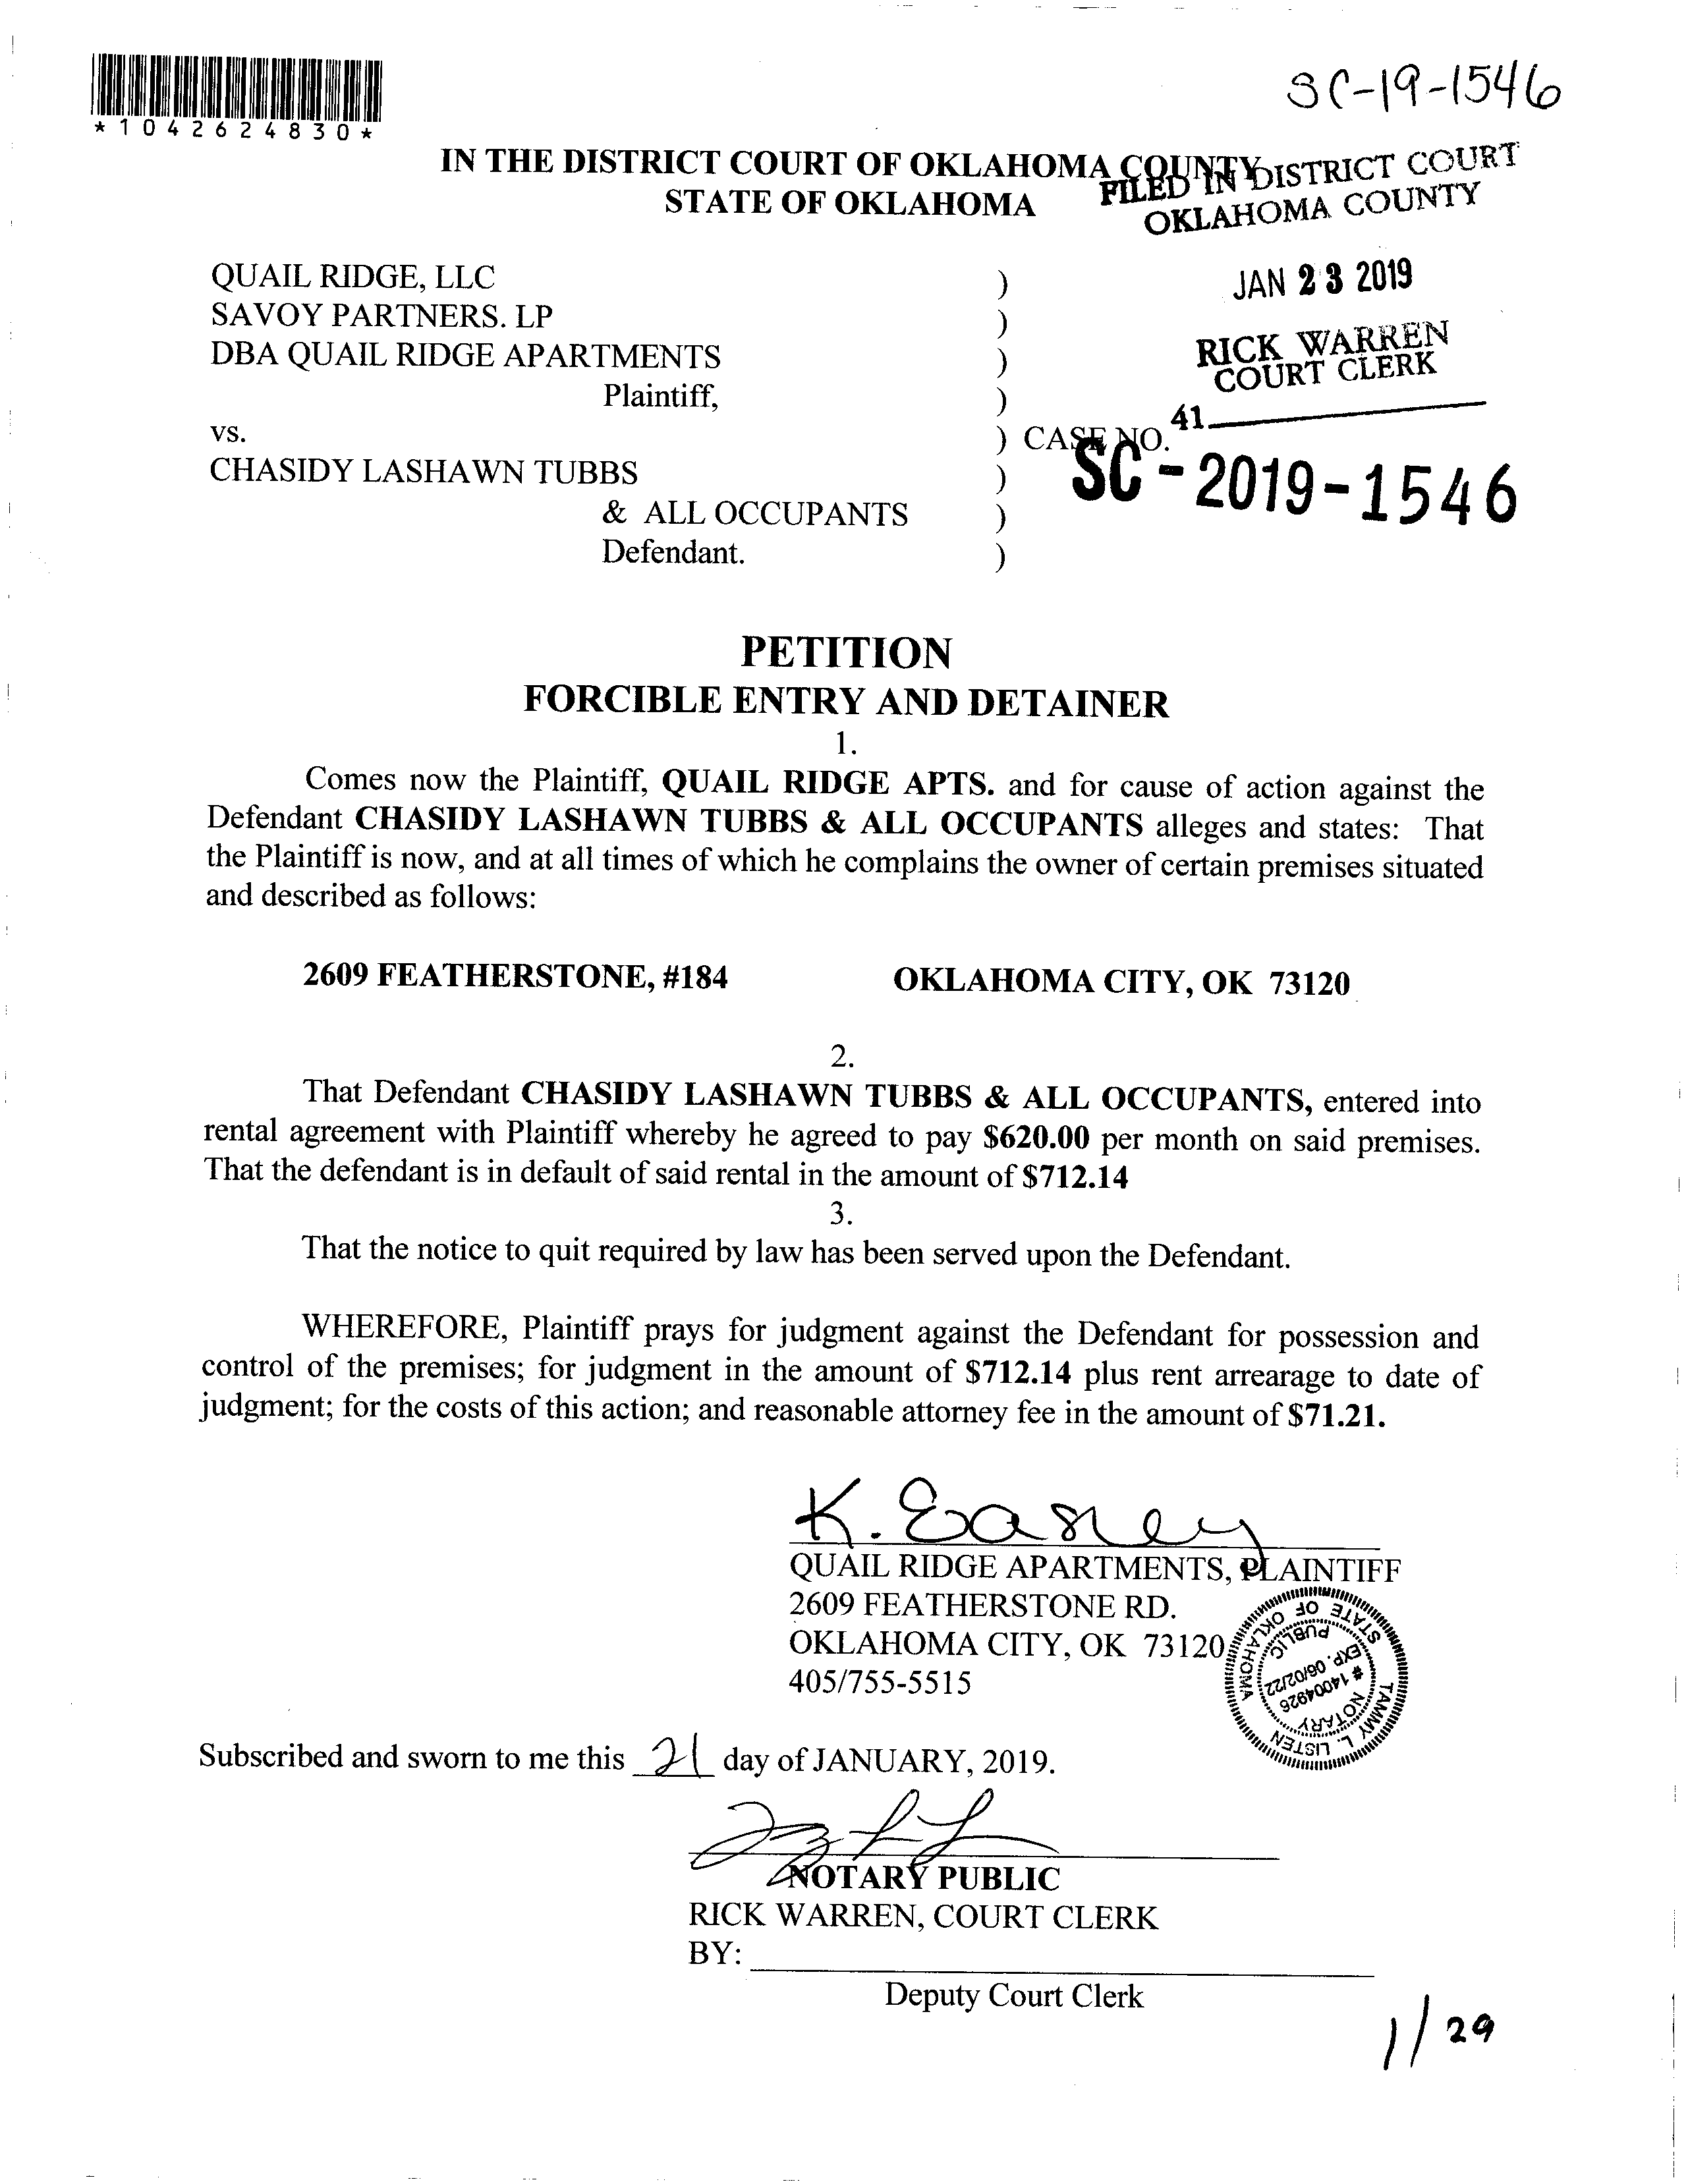 SC-19-1546
*1042624830*
IN THE DISTRICT COURT OF OKLAHOMA COUNTY
STATE OF OKLAHOMA
FILED IN DISTRICT COURT
OKLAHOMA COUNTY
JAN 23 2019
RICK WARREN
COURT CLERK
41
QUAIL RIDGE, LLC )
SAVOY PARTNERS. LP )
DBA QUAIL RIDGE APARTMENTS )
Plaintiff, )
vs. ) CASE NO.
SC-2019-1546
CHASIDY LASHAWN TUBBS )
& ALL OCCUPANTS )
Defendant. )
PETITION
FORCIBLE ENTRY AND DETAINER
1.
Comes now the Plaintiff, QUAIL RIDGE APTS. and for cause of action against the
Defendant CHASIDY LASHAWN TUBBS & ALL OCCUPANTS alleges and states: That
the Plaintiff is now, and at all times of which he complains the owner of certain premises situated
and described as follows:
2609 FEATHERSTONE, #184 OKLAHOMA CITY, OK 73120
2.
That Defendant CHASIDY LASHAWN TUBBS & ALL OCCUPANTS, entered into
rental agreement with Plaintiff whereby he agreed to pay $620.00 per month on said premises.
That the defendant is in default of said rental in the amount of $712.14
3.
That the notice to quit required by law has been served upon the Defendant.
WHEREFORE, Plaintiff prays for judgment against the Defendant for possession and
control of the premises; for judgment in the amount of $712.14 plus rent arrearage to date of
judgment; for the costs of this action; and reasonable attorney fee in the amount of $71.21.
K. Easley
QUAIL RIDGE APARTMENTS, PLAINTIFF
2609 FEATHERSTONE RD.
OKLAHOMA CITY, OK 73120
405/755-5515
TAMMY L. LISTEN
NOTARY
# 14004926
EXP. 06/02/22
PUBLIC
STATE OF OKLAHOMA
Subscribed and sworn to me this 21 day of JANUARY, 2019.
NOTARY PUBLIC
RICK WARREN, COURT CLERK
BY:
Deputy Court Clerk
1/29